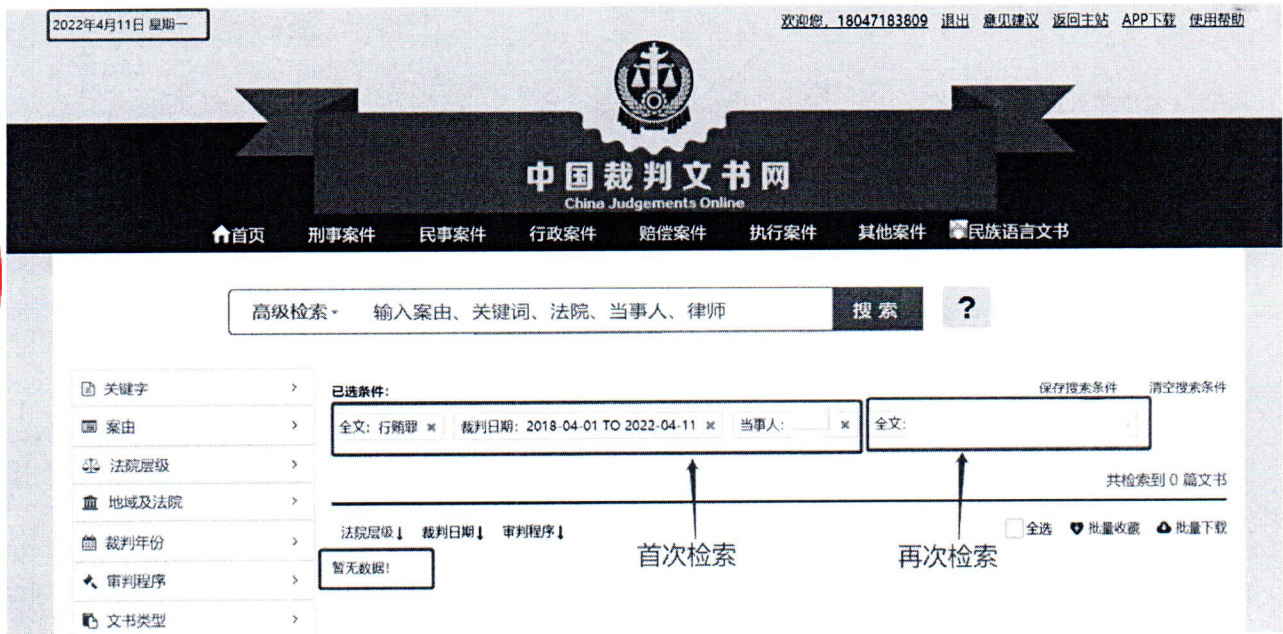 2022年4月11日 星期一
欢迎您，18047183809 退出 意见建议 返回主站 APP下载 使用帮助
中国裁判文书网
China Judgements Online
首页 刑事案件 民事案件 行政案件 赔偿案件 执行案件 其他案件 民族语言文书
高级检索 输入案由、关键词、法院、当事人、律师 搜索 ?
关键字
案由
法院层级
地域及法院
裁判年份
审判程序
文书类型
已选条件：
保存搜素条件 清空搜素条件
全文：行贿罪 × 裁判日期：2018-04-01 TO 2022-04-11 × 当事人： × 全文：
共检索到 0 篇文书
法院层级↓ 裁判日期↓ 审判程序↓
全选 批量收藏 批量下载
暂无数据！
首次检索
再次检索